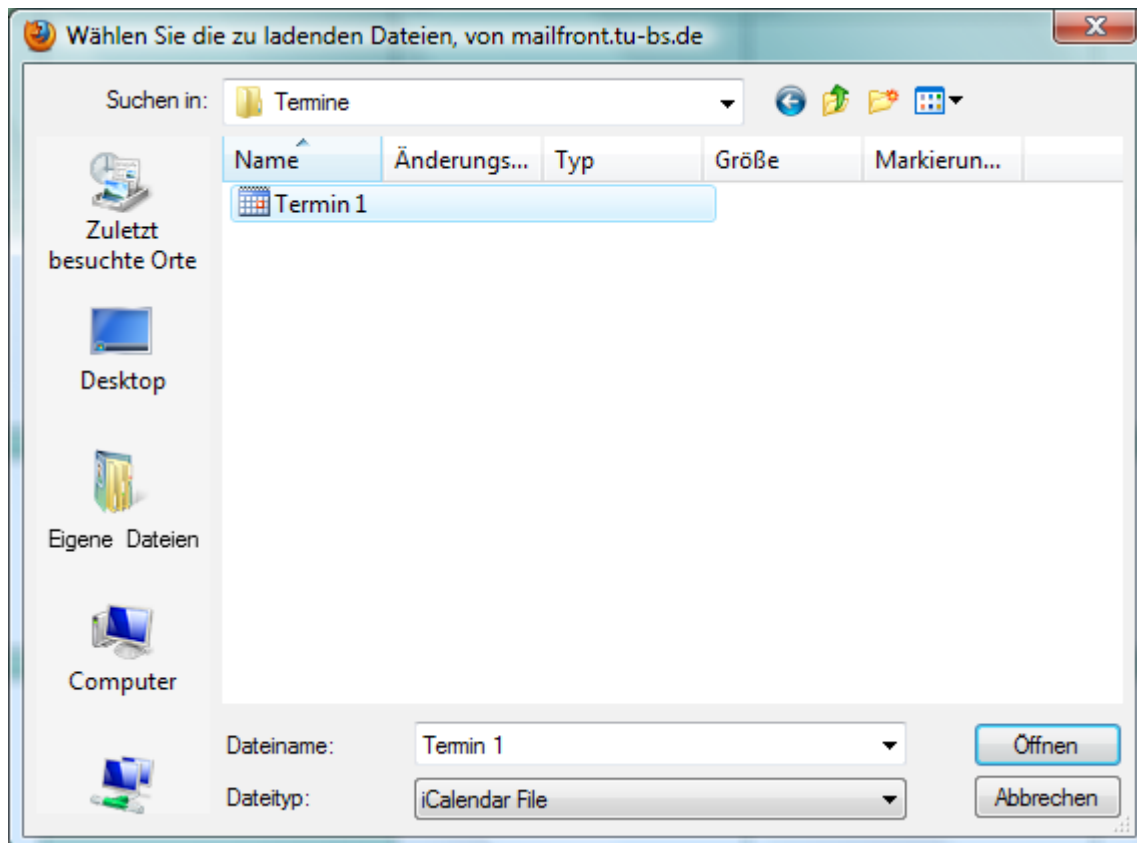 Wählen Sie die zu ladenden Dateien, von mailfront.tu-bs.de
Suchen in:
Termine
Name
Änderungs...
Typ
Größe
Markierun...
Termin 1
Zuletzt
besuchte Orte
Desktop
Eigene Dateien
Computer
Dateiname:
Termin 1
Öffnen
Dateityp:
iCalendar File
Abbrechen